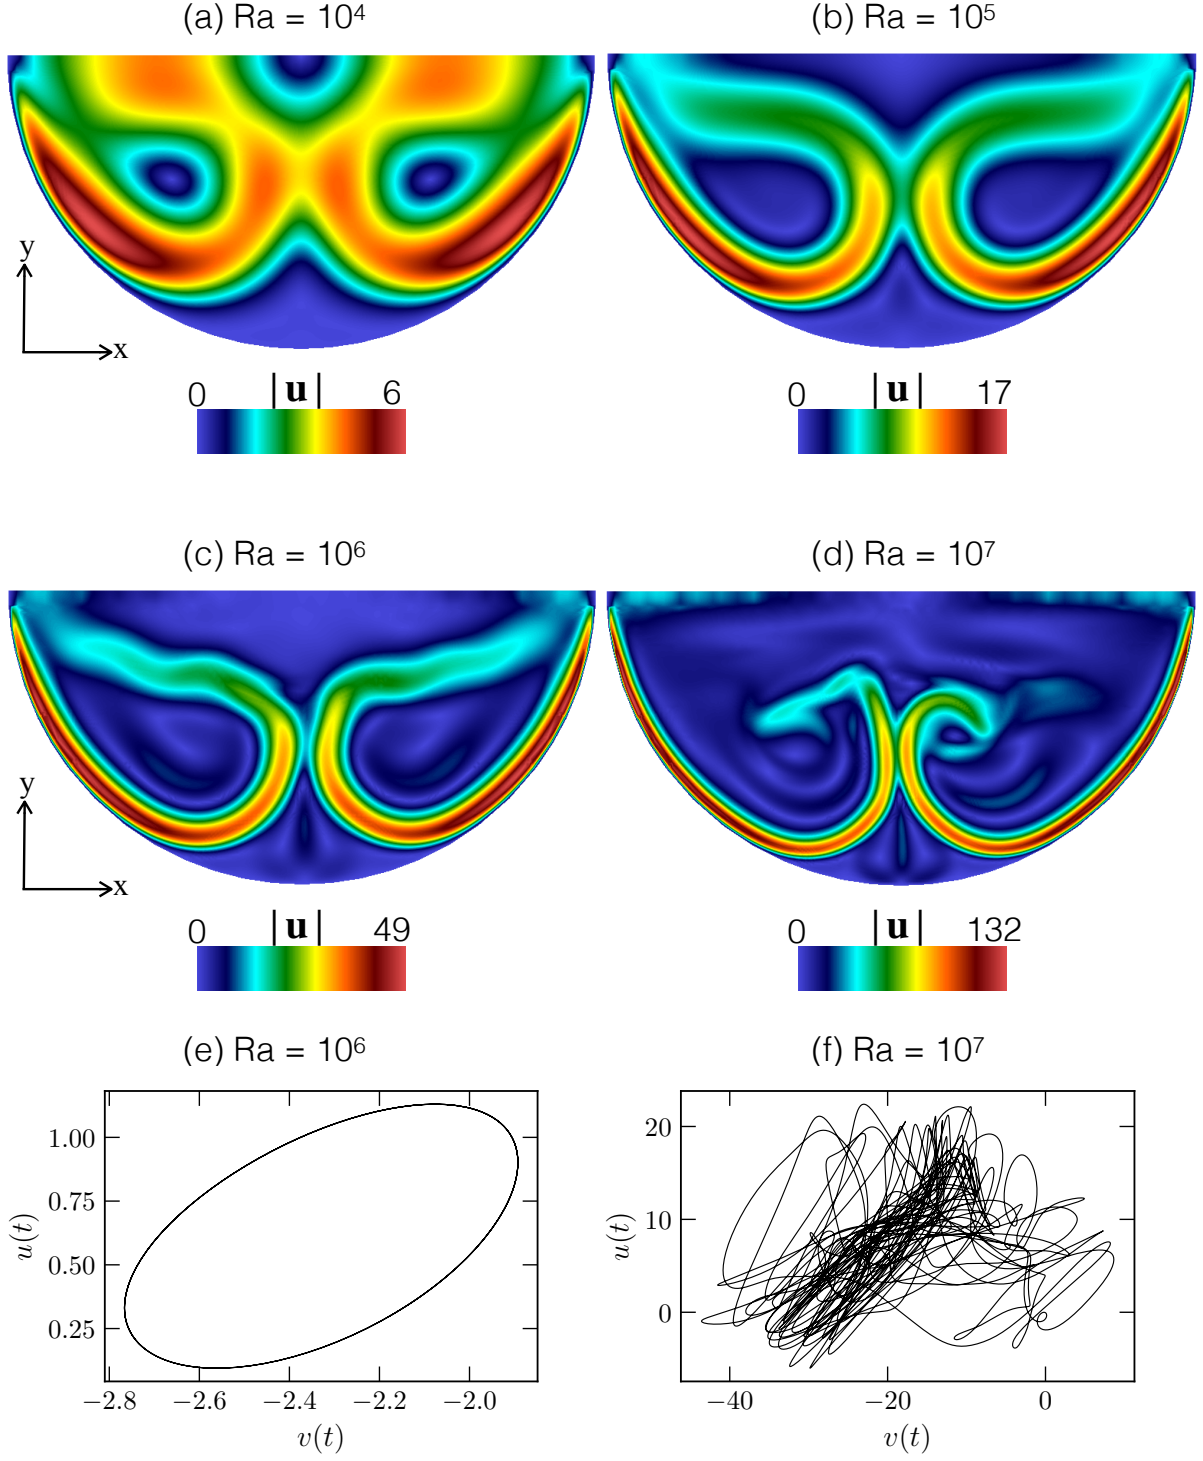 (a) Ra = 10⁴
(b) Ra = 10⁵
y
x
0 |u| 6
0 |u| 17
(c) Ra = 10⁶
(d) Ra = 10⁷
y
x
0 |u| 49
0 |u| 132
(e) Ra = 10⁶
(f) Ra = 10⁷
1.00
0.75
0.50
0.25
u(t)
−2.8 −2.6 −2.4 −2.2 −2.0
v(t)
20
10
0
u(t)
−40 −20 0
v(t)